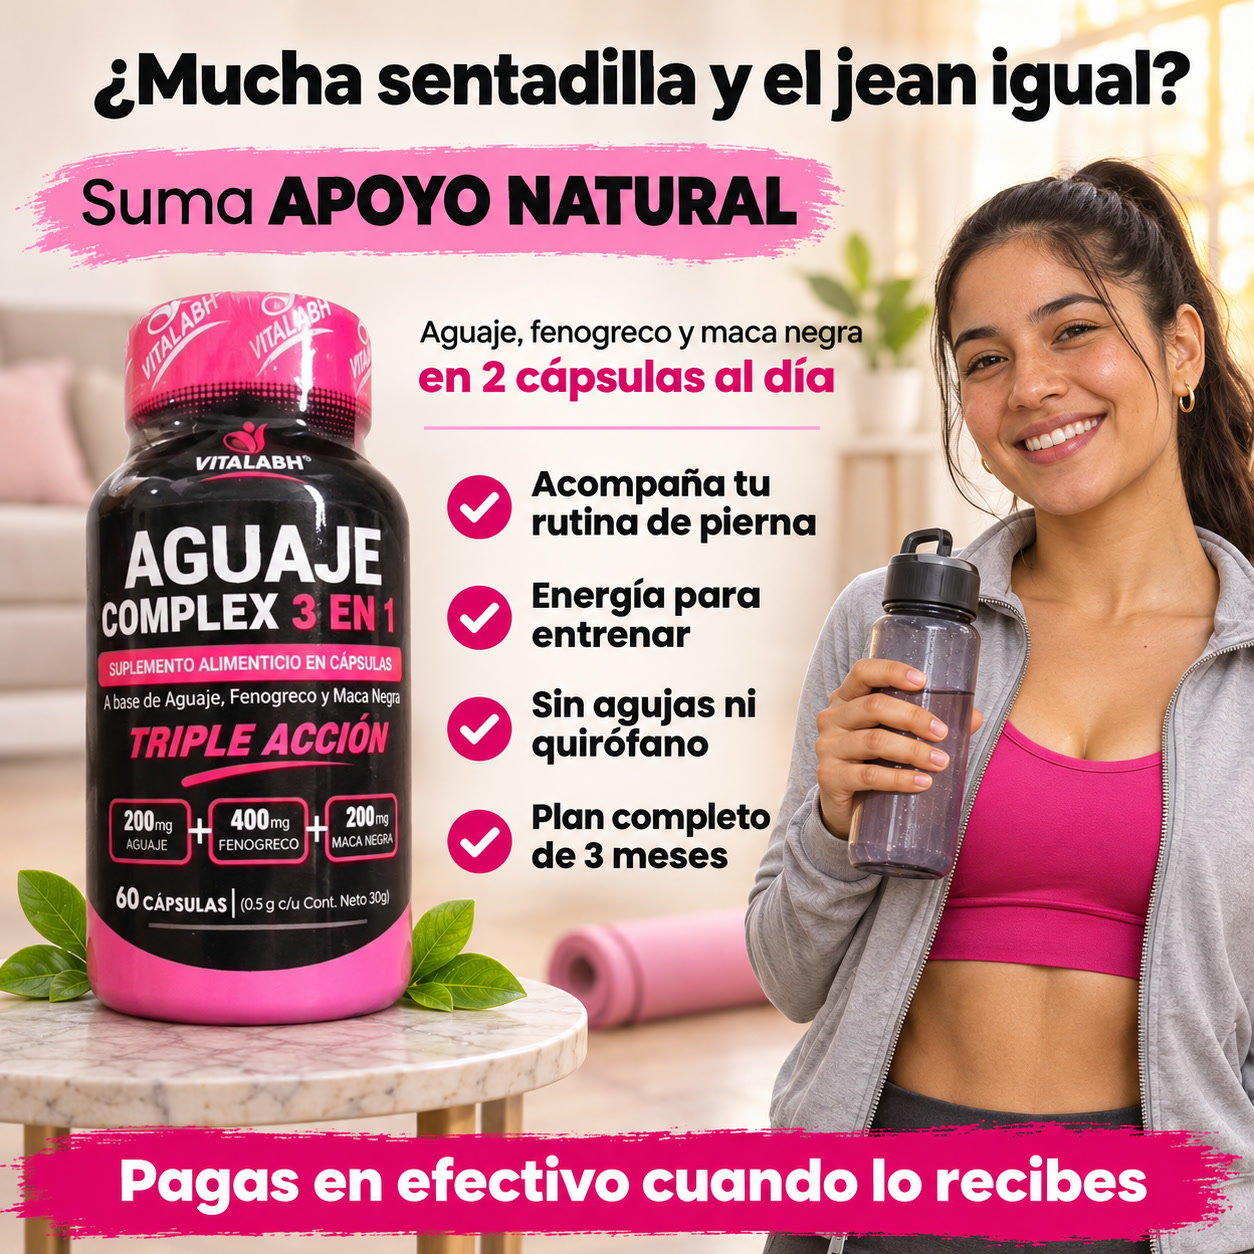 ¿Mucha sentadilla y el jean igual?
Suma APOYO NATURAL
Aguaje, fenogreco y maca negra
en 2 cápsulas al día
Acompaña tu
rutina de pierna
Energía para
entrenar
Sin agujas ni
quirófano
Plan completo
de 3 meses
VITALABH
VITALABH
VITALABH®
AGUAJE
COMPLEX 3 EN 1
SUPLEMENTO ALIMENTICIO EN CÁPSULAS
A base de Aguaje, Fenogreco y Maca Negra
TRIPLE ACCIÓN
200mg + 400mg + 200mg
AGUAJE FENOGRECO MACA NEGRA
60 CÁPSULAS | (0.5 g c/u Cont. Neto 30g)
Pagas en efectivo cuando lo recibes